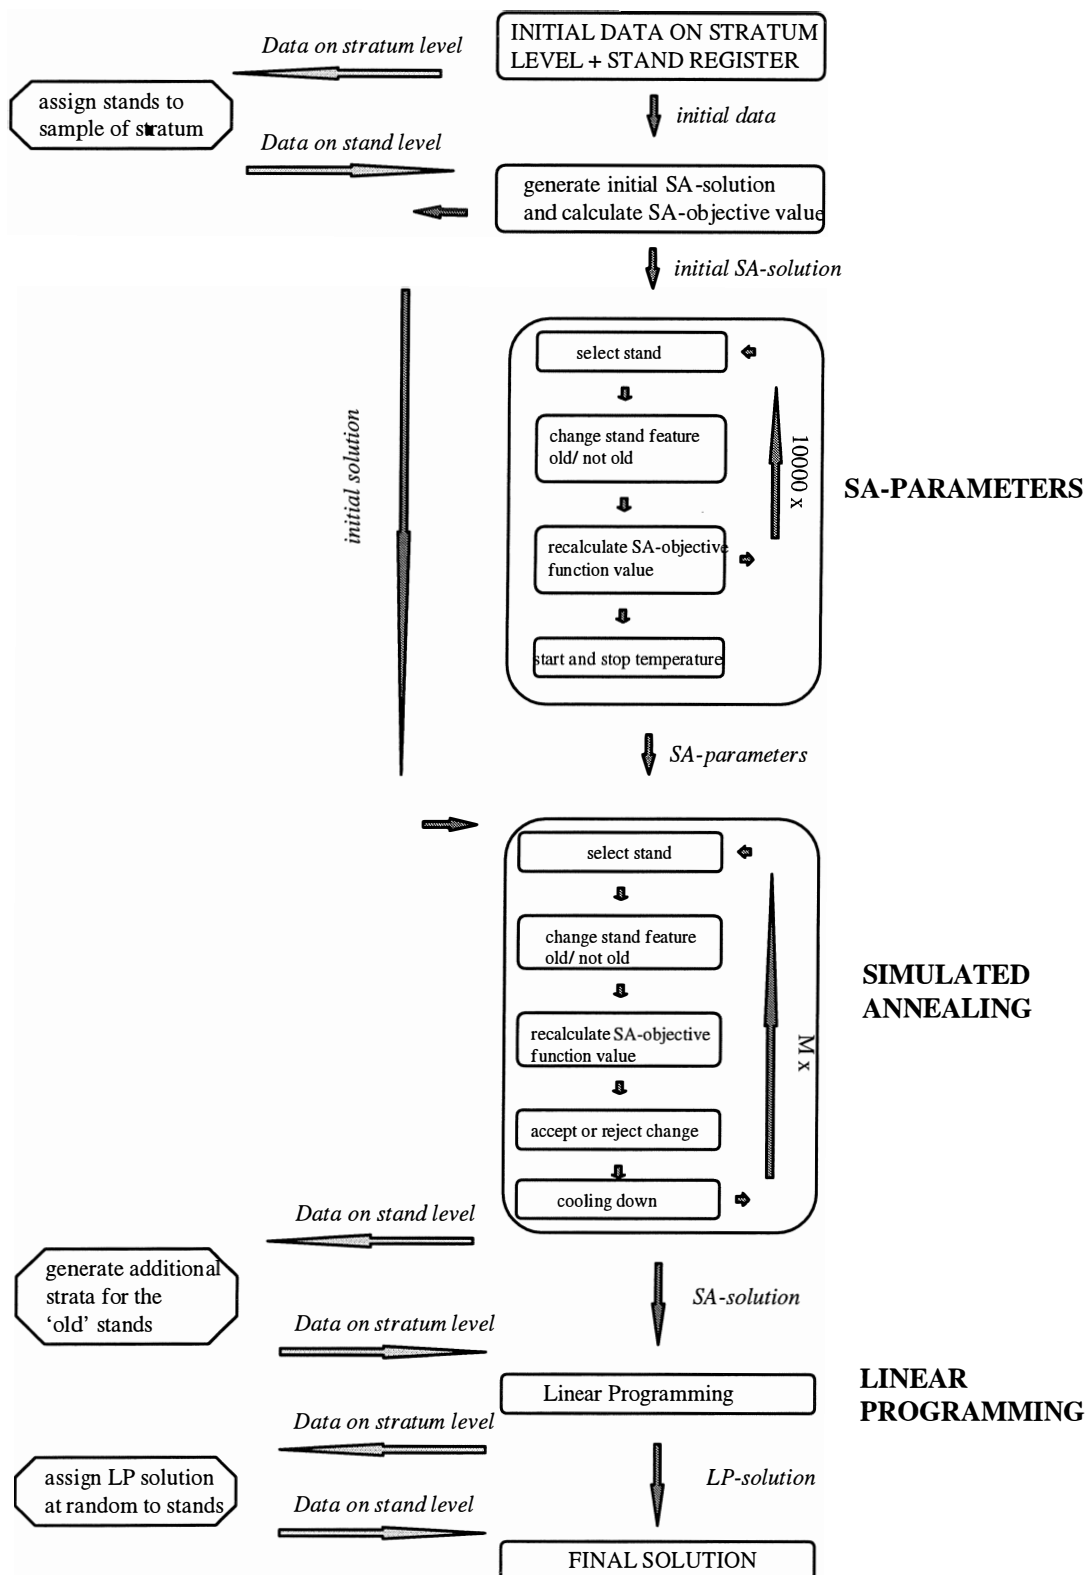 Data on stratum level
INITIAL DATA ON STRATUM
LEVEL + STAND REGISTER
assign stands to
sample of stratum
initial data
Data on stand level
generate initial SA-solution
and calculate SA-objective value
initial SA-solution
select stand
initial solution
change stand feature
old/ not old
10000 x
SA-PARAMETERS
recalculate SA-objective
function value
start and stop temperature
SA-parameters
select stand
change stand feature
old/ not old
SIMULATED
ANNEALING
recalculate SA-objective
function value
M x
accept or reject change
cooling down
Data on stand level
generate additional
strata for the
‘old’ stands
SA-solution
Data on stratum level
Linear Programming
LINEAR
PROGRAMMING
Data on stratum level
assign LP solution
at random to stands
LP-solution
Data on stand level
FINAL SOLUTION